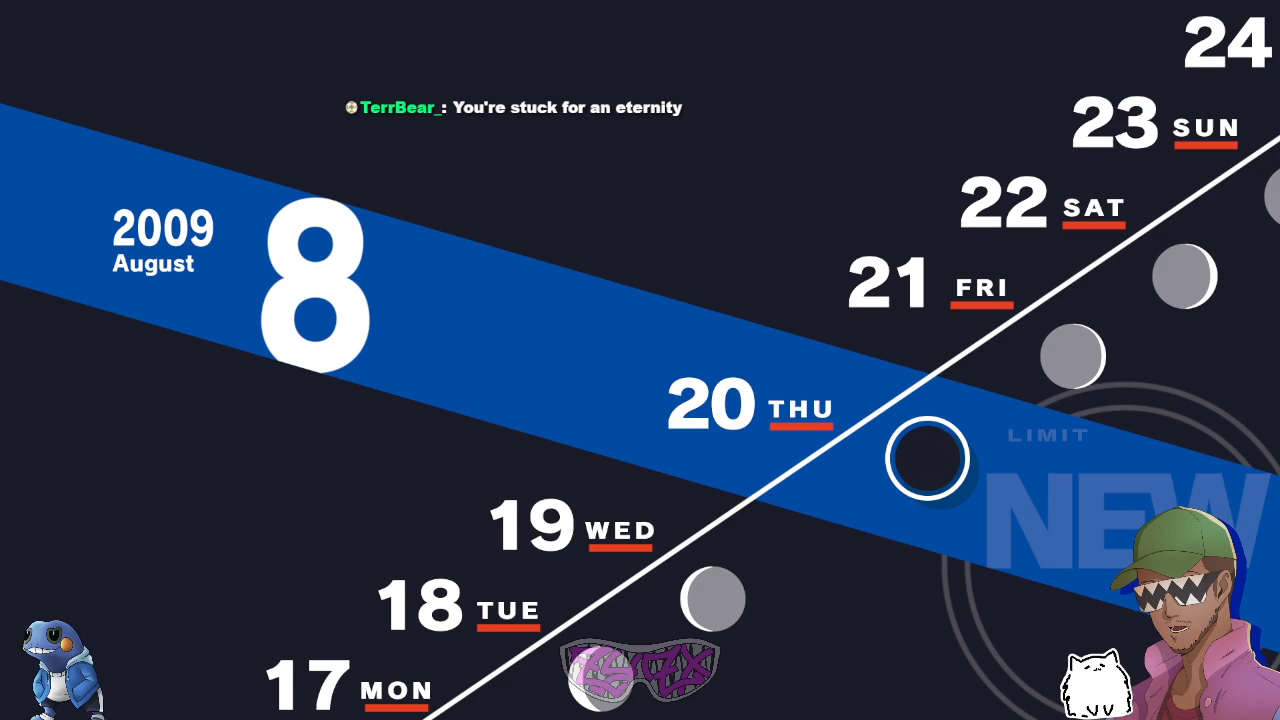 24
23 SUN
TerrBear_: You're stuck for an eternity
22 SAT
2009
August
8
21 FRI
20 THU
LIMIT
NEW
19 WED
18 TUE
17 MON